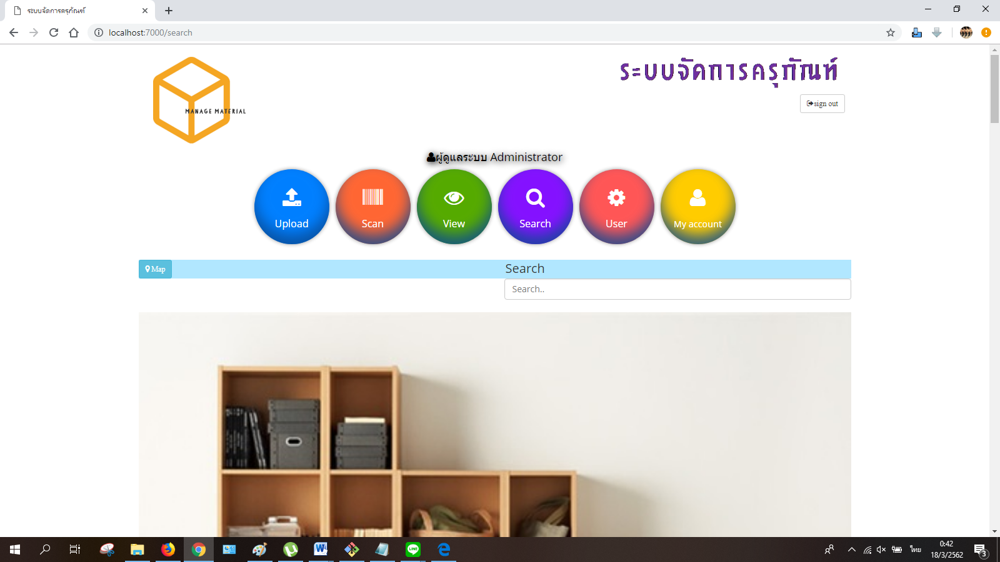 ระบบจัดการครุภัณฑ์
localhost:7000/search
ระบบจัดการครุภัณฑ์
MANAGE MATERIAL
sign out
ผู้ดูแลระบบ Administrator
Upload
Scan
View
Search
User
My account
Map
Search
Search..
ไทย
0:42
18/3/2562
3